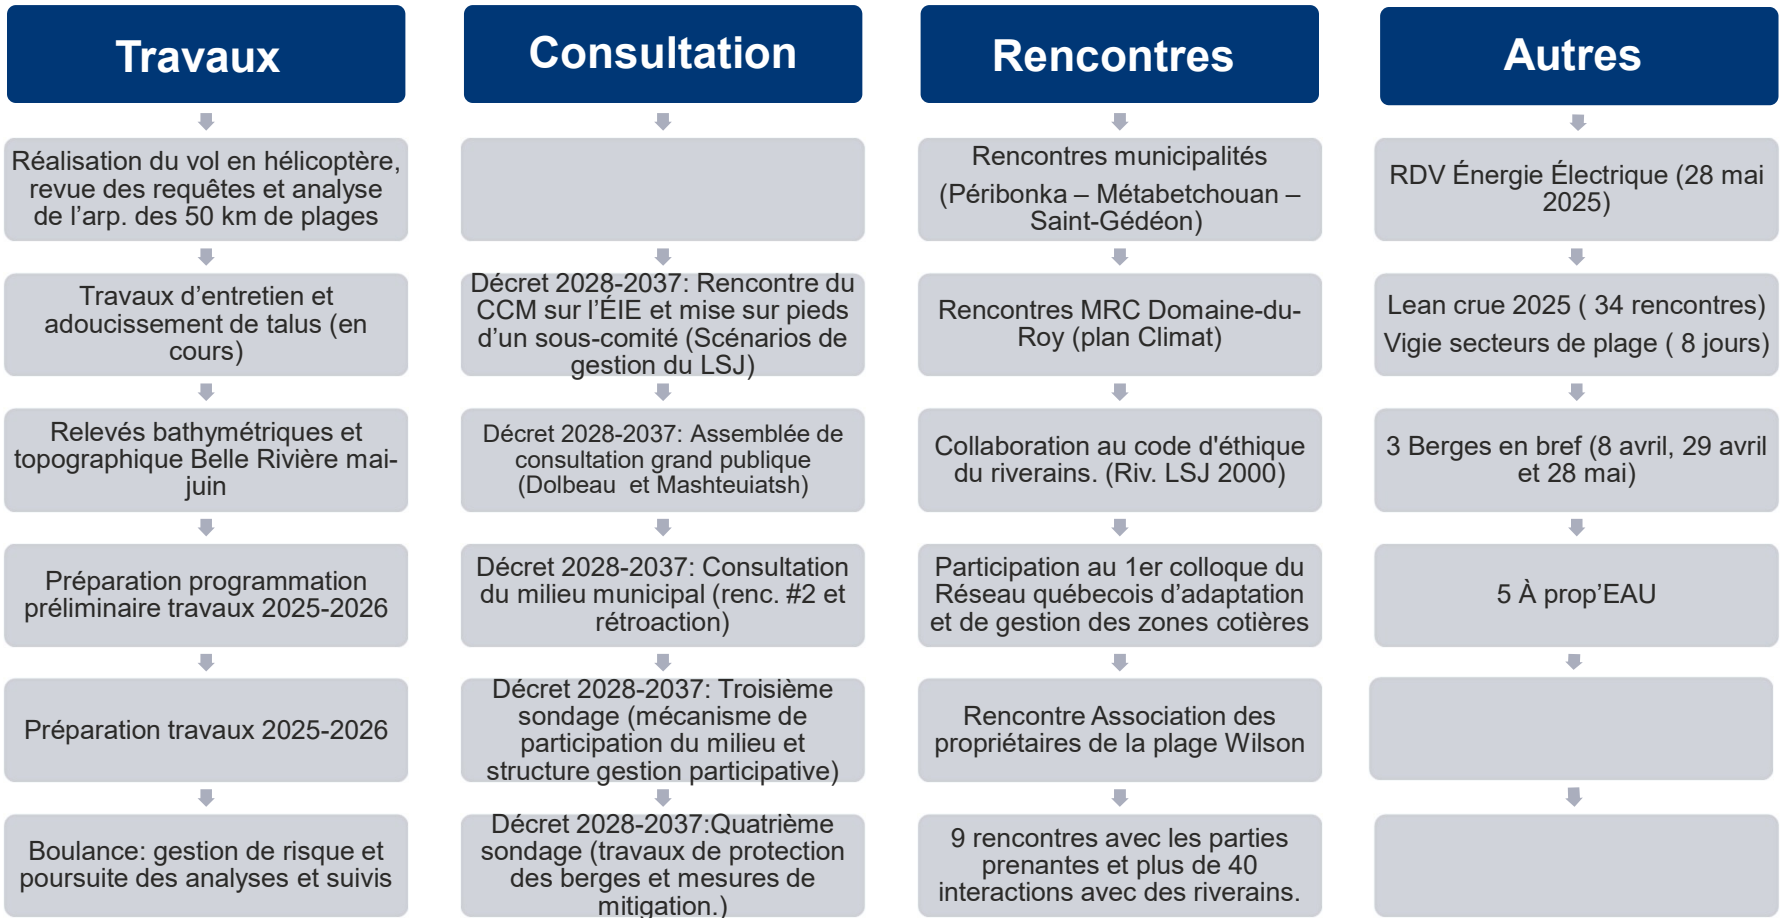 Travaux
Réalisation du vol en hélicoptère,
revue des requêtes et analyse
de l'arp. des 50 km de plages
Travaux d'entretien et
adoucissement de talus (en
cours)
Relevés bathymétriques et
topographique Belle Rivière mai-
juin
Préparation programmation
préliminaire travaux 2025-2026
Préparation travaux 2025-2026
Boulance: gestion de risque et
poursuite des analyses et suivis
Consultation
Décret 2028-2037: Rencontre du
CCM sur l'ÉIE et mise sur pieds
d'un sous-comité (Scénarios de
gestion du LSJ)
Décret 2028-2037: Assemblée de
consultation grand publique
(Dolbeau et Mashteuiatsh)
Décret 2028-2037: Consultation
du milieu municipal (renc. #2 et
rétroaction)
Décret 2028-2037: Troisième
sondage (mécanisme de
participation du milieu et
structure gestion participative)
Décret 2028-2037:Quatrième
sondage (travaux de protection
des berges et mesures de
mitigation.)
Rencontres
Rencontres municipalités
(Péribonka – Métabetchouan –
Saint-Gédéon)
Rencontres MRC Domaine-du-
Roy (plan Climat)
Collaboration au code d'éthique
du riverains. (Riv. LSJ 2000)
Participation au 1er colloque du
Réseau québecois d'adaptation
et de gestion des zones cotières
Rencontre Association des
propriétaires de la plage Wilson
9 rencontres avec les parties
prenantes et plus de 40
interactions avec des riverains.
Autres
RDV Énergie Électrique (28 mai
2025)
Lean crue 2025 ( 34 rencontres)
Vigie secteurs de plage ( 8 jours)
3 Berges en bref (8 avril, 29 avril
et 28 mai)
5 À prop'EAU